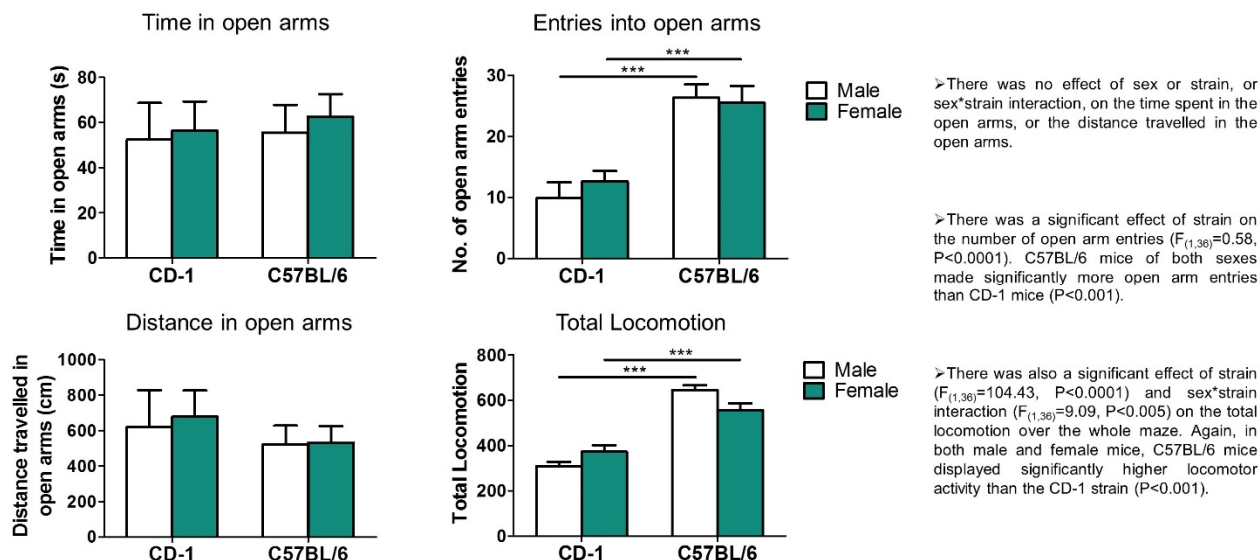 Time in open arms
Time in open arms (s)
80
60
40
20
0
CD-1
C57BL/6
Entries into open arms
No. of open arm entries
30
20
10
0
***
***
CD-1
C57BL/6
Male
Female
Distance in open arms
Distance travelled in
open arms (cm)
1000
800
600
400
200
0
CD-1
C57BL/6
Total Locomotion
Total Locomotion
800
600
400
200
0
***
***
CD-1
C57BL/6
Male
Female
➢There was no effect of sex or strain, or
sex*strain interaction, on the time spent in the
open arms, or the distance travelled in the
open arms.
➢There was a significant effect of strain on
the number of open arm entries (F(1,36)=0.58,
P<0.0001). C57BL/6 mice of both sexes
made significantly more open arm entries
than CD-1 mice (P<0.001).
➢There was also a significant effect of strain
(F(1,36)=104.43, P<0.0001) and sex*strain
interaction (F(1,36)=9.09, P<0.005) on the total
locomotion over the whole maze. Again, in
both male and female mice, C57BL/6 mice
displayed significantly higher locomotor
activity than the CD-1 strain (P<0.001).